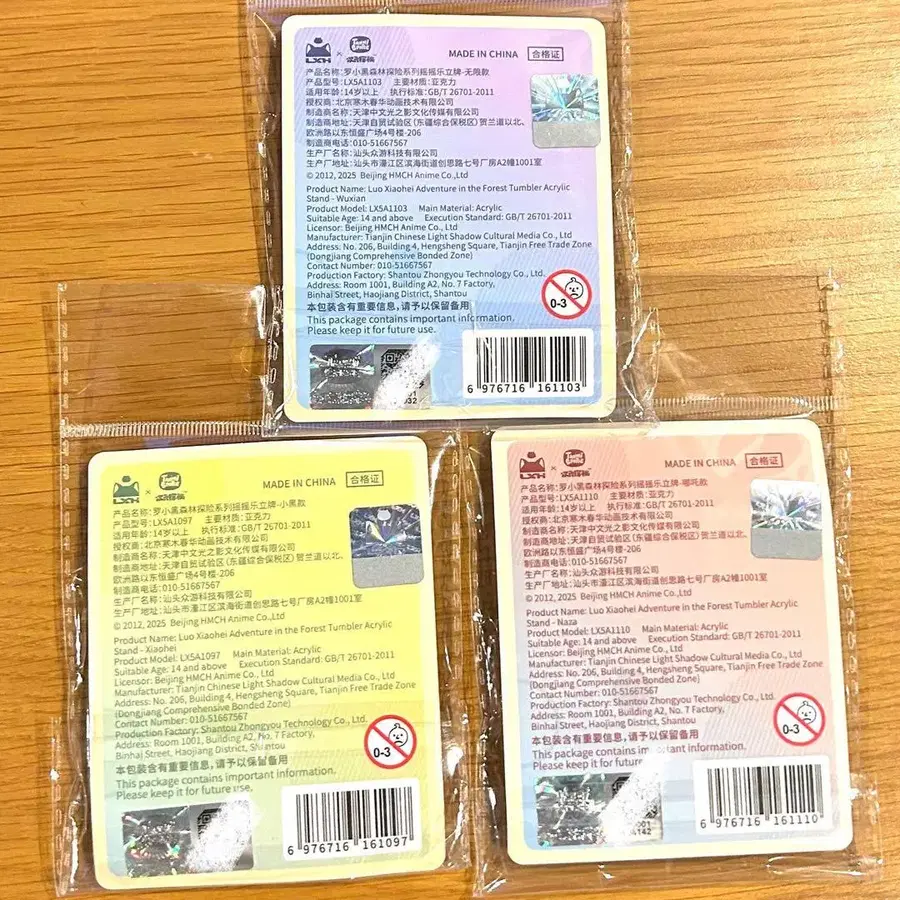 LXH × Tuomi Gratie 拓咪探秘
MADE IN CHINA 合格证
产品名称:罗小黑森林探险系列摇摇乐立牌-无限款
产品型号:LX5A1103 主要材质:亚克力
适用年龄:14岁以上 执行标准:GB/T 26701-2011
授权商:北京寒木春华动画技术有限公司
制造商名称:天津中文光之影文化传媒有限公司
制造商地址:天津自贸试验区(东疆综合保税区)贺兰道以北、
欧洲路以东恒盛广场4号楼-206
制造商电话:010-51667567
生产厂名称:汕头众游科技有限公司
生产厂地址:汕头市濠江区滨海街道创思路七号厂房A2幢1001室
© 2012, 2025 Beijing HMCH Anime Co.,Ltd
Product Name: Luo Xiaohei Adventure in the Forest Tumbler Acrylic
Stand - Wuxian
Product Model: LX5A1103 Main Material: Acrylic
Suitable Age: 14 and above Execution Standard: GB/T 26701-2011
Licensor: Beijing HMCH Anime Co., Ltd
Manufacturer: Tianjin Chinese Light Shadow Cultural Media Co., Ltd
Address: No. 206, Building 4, Hengsheng Square, Tianjin Free Trade Zone
(Dongjiang Comprehensive Bonded Zone)
Contact Number: 010-51667567
Production Factory: Shantou Zhongyou Technology Co., Ltd.
Address: Room 1001, Building A2, No. 7 Factory,
Binhai Street, Haojiang District, Shantou
本包装含有重要信息,请予以保留备用
This package contains important information.
Please keep it for future use.
0-3
6 976716 161103
LXH ×
MADE IN CHINA 合格证
产品名称:罗小黑森林探险系列摇摇乐立牌-小黑款
产品型号:LX5A1097 主要材质:亚克力
适用年龄:14岁以上 执行标准:GB/T 26701-2011
授权商:北京寒木春华动画技术有限公司
制造商名称:天津中文光之影文化传媒有限公司
制造商地址:天津自贸试验区(东疆综合保税区)贺兰道以北、
欧洲路以东恒盛广场4号楼-206
制造商电话:010-51667567
生产厂名称:汕头众游科技有限公司
生产厂地址:汕头市濠江区滨海街道创思路七号厂房A2幢1001室
© 2012, 2025 Beijing HMCH Anime Co.,Ltd
Product Name: Luo Xiaohei Adventure in the Forest Tumbler Acrylic
Stand - Xiaohei
Product Model: LX5A1097 Main Material: Acrylic
Suitable Age: 14 and above Execution Standard: GB/T 26701-2011
Licensor: Beijing HMCH Anime Co., Ltd
Manufacturer: Tianjin Chinese Light Shadow Cultural Media Co., Ltd
Address: No. 206, Building 4, Hengsheng Square, Tianjin Free Trade Zone
(Dongjiang Comprehensive Bonded Zone)
Contact Number: 010-51667567
Production Factory: Shantou Zhongyou Technology Co., Ltd.
Address: Room 1001, Building A2, No. 7 Factory,
Binhai Street, Haojiang District, Shantou
本包装含有重要信息,请予以保留备用
This package contains important information.
Please keep it for future use.
0-3
6 976716 161097
LXH ×
MADE IN CHINA 合格证
产品名称:罗小黑森林探险系列摇摇乐立牌-哪吒款
产品型号:LX5A1110 主要材质:亚克力
适用年龄:14岁以上 执行标准:GB/T 26701-2011
授权商:北京寒木春华动画技术有限公司
制造商名称:天津中文光之影文化传媒有限公司
制造商地址:天津自贸试验区(东疆综合保税区)贺兰道以北、
欧洲路以东恒盛广场4号楼-206
制造商电话:010-51667567
生产厂名称:汕头众游科技有限公司
生产厂地址:汕头市濠江区滨海街道创思路七号厂房A2幢1001室
© 2012, 2025 Beijing HMCH Anime Co.,Ltd
Product Name: Luo Xiaohei Adventure in the Forest Tumbler Acrylic
Stand - Naza
Product Model: LX5A1110 Main Material: Acrylic
Suitable Age: 14 and above Execution Standard: GB/T 26701-2011
Licensor: Beijing HMCH Anime Co., Ltd
Manufacturer: Tianjin Chinese Light Shadow Cultural Media Co., Ltd
Address: No. 206, Building 4, Hengsheng Square, Tianjin Free Trade Zone
(Dongjiang Comprehensive Bonded Zone)
Contact Number: 010-51667567
Production Factory: Shantou Zhongyou Technology Co., Ltd.
Address: Room 1001, Building A2, No. 7 Factory,
Binhai Street, Haojiang District, Shantou
本包装含有重要信息,请予以保留备用
This package contains important information.
Please keep it for future use.
0-3
6 976716 161110